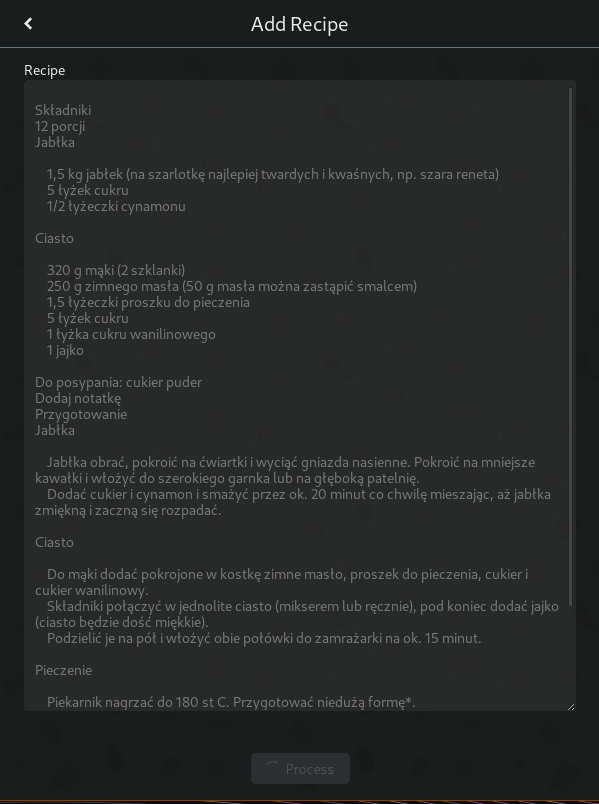 Add Recipe
Recipe
Składniki
12 porcji
Jabłka
1,5 kg jabłek (na szarlotkę najlepiej twardych i kwaśnych, np. szara reneta)
5 łyżek cukru
1/2 łyżeczki cynamonu
Ciasto
320 g mąki (2 szklanki)
250 g zimnego masła (50 g masła można zastąpić smalcem)
1,5 łyżeczki proszku do pieczenia
5 łyżek cukru
1 łyżka cukru wanilinowego
1 jajko
Do posypania: cukier puder
Dodaj notatkę
Przygotowanie
Jabłka
Jabłka obrać, pokroić na ćwiartki i wyciąć gniazda nasienne. Pokroić na mniejsze
kawałki i włożyć do szerokiego garnka lub na głęboką patelnię.
Dodać cukier i cynamon i smażyć przez ok. 20 minut co chwilę mieszając, aż jabłka
zmiękną i zaczną się rozpadać.
Ciasto
Do mąki dodać pokrojone w kostkę zimne masło, proszek do pieczenia, cukier i
cukier wanilinowy.
Składniki połączyć w jednolite ciasto (mikserem lub ręcznie), pod koniec dodać jajko
(ciasto będzie dość miękkie).
Podzielić je na pół i włożyć obie połówki do zamrażarki na ok. 15 minut.
Pieczenie
Piekarnik nagrzać do 180 st C. Przygotować niedużą formę*.
Process